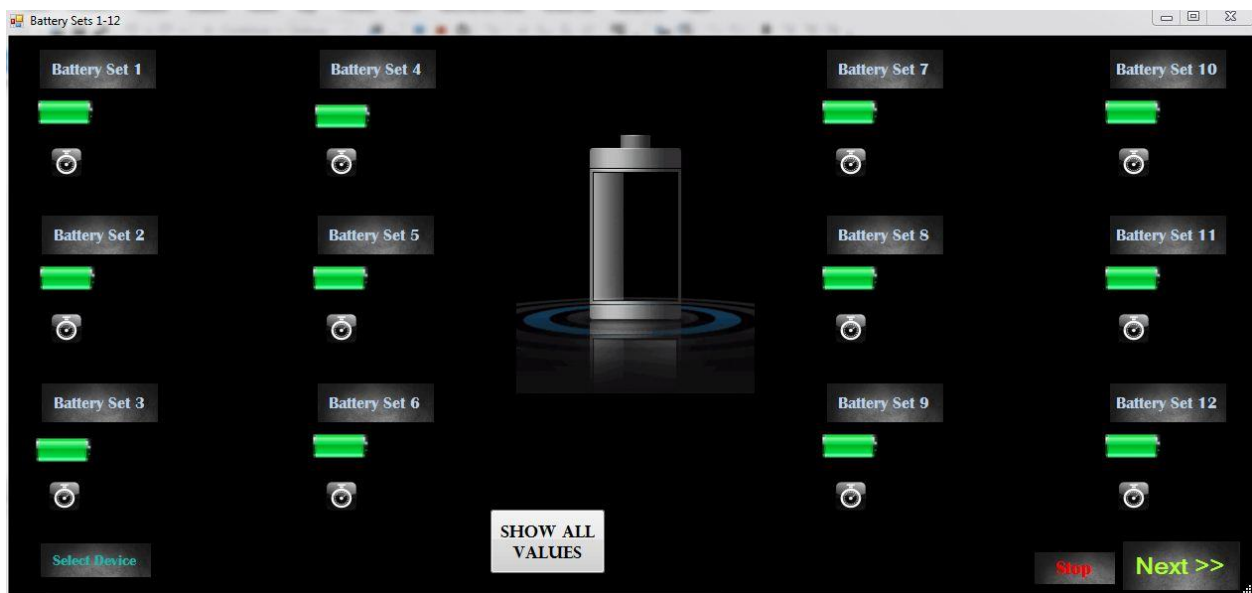 Battery Sets 1-12
Battery Set 1
Battery Set 4
Battery Set 7
Battery Set 10
Battery Set 2
Battery Set 5
Battery Set 8
Battery Set 11
Battery Set 3
Battery Set 6
Battery Set 9
Battery Set 12
SHOW ALL
VALUES
Select Device
Stop
Next >>